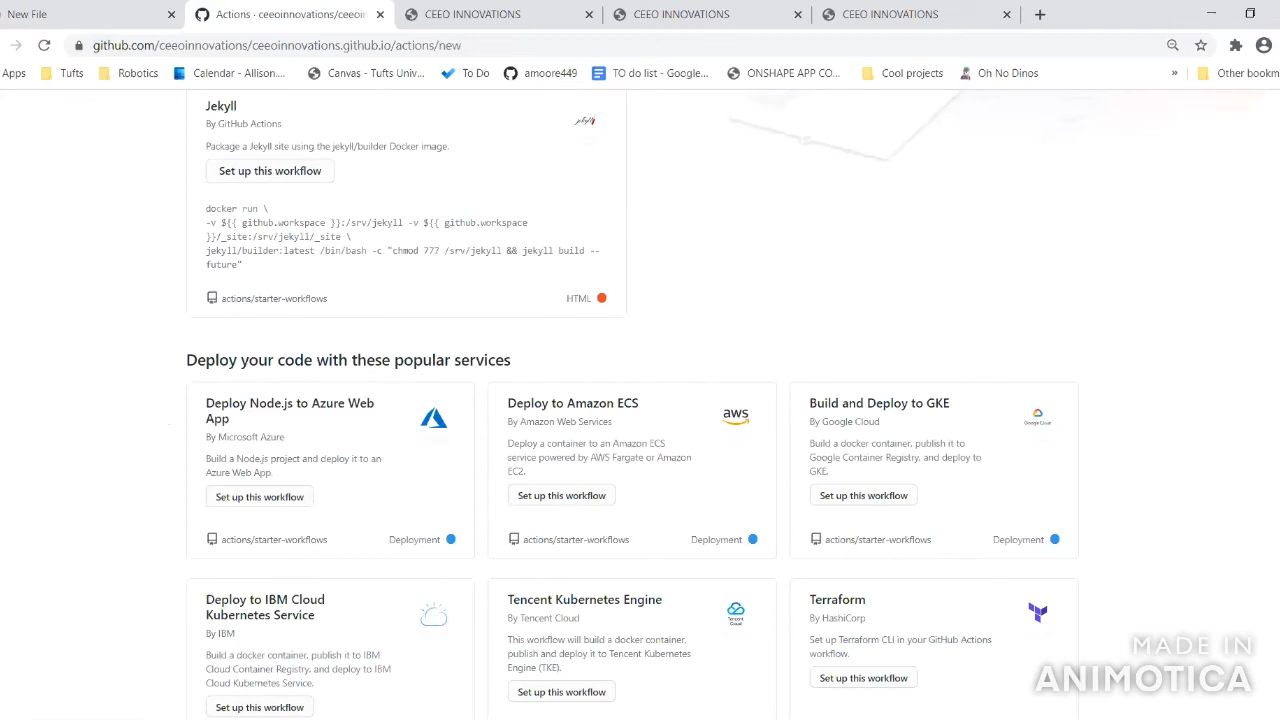 New File
Actions · ceeoinnovations/ceeoin
CEEO INNOVATIONS
CEEO INNOVATIONS
CEEO INNOVATIONS
github.com/ceeoinnovations/ceeoinnovations.github.io/actions/new
Apps
Tufts
Robotics
Calendar - Allison....
Canvas - Tufts Univ...
To Do
amoore449
TO do list - Google...
ONSHAPE APP CO...
Cool projects
Oh No Dinos
»
Other bookm
Jekyll
By GitHub Actions
jekyll
Package a Jekyll site using the jekyll/builder Docker image.
Set up this workflow
docker run \
-v ${{ github.workspace }}:/srv/jekyll -v ${{ github.workspace
}}/_site:/srv/jekyll/_site \
jekyll/builder:latest /bin/bash -c "chmod 777 /srv/jekyll && jekyll build --
future"
actions/starter-workflows
HTML
Deploy your code with these popular services
Deploy Node.js to Azure Web
App
By Microsoft Azure
Build a Node.js project and deploy it to an
Azure Web App.
Set up this workflow
actions/starter-workflows
Deployment
Deploy to Amazon ECS
By Amazon Web Services
aws
Deploy a container to an Amazon ECS
service powered by AWS Fargate or Amazon
EC2.
Set up this workflow
actions/starter-workflows
Deployment
Build and Deploy to GKE
By Google Cloud
Google Cloud
Build a docker container, publish it to
Google Container Registry, and deploy to
GKE.
Set up this workflow
actions/starter-workflows
Deployment
Deploy to IBM Cloud
Kubernetes Service
By IBM
Build a docker container, publish it to IBM
Cloud Container Registry, and deploy to IBM
Cloud Kubernetes Service.
Set up this workflow
Tencent Kubernetes Engine
By Tencent Cloud
Tencent
Cloud
This workflow will build a docker container,
publish and deploy it to Tencent Kubernetes
Engine (TKE).
Set up this workflow
Terraform
By HashiCorp
Set up Terraform CLI in your GitHub Actions
workflow.
Set up this workflow
MADE IN
ANIMOTICA